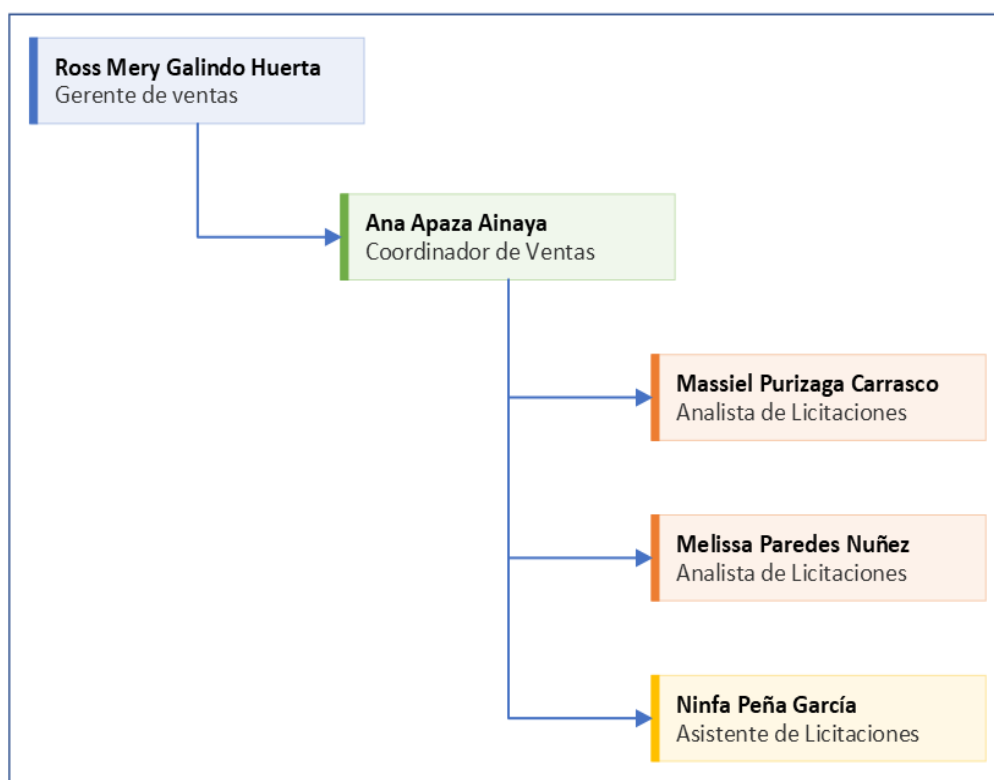 Ross Mery Galindo Huerta
Gerente de ventas
Ana Apaza Ainaya
Coordinador de Ventas
Massiel Purizaga Carrasco
Analista de Licitaciones
Melissa Paredes Nuñez
Analista de Licitaciones
Ninfa Peña García
Asistente de Licitaciones